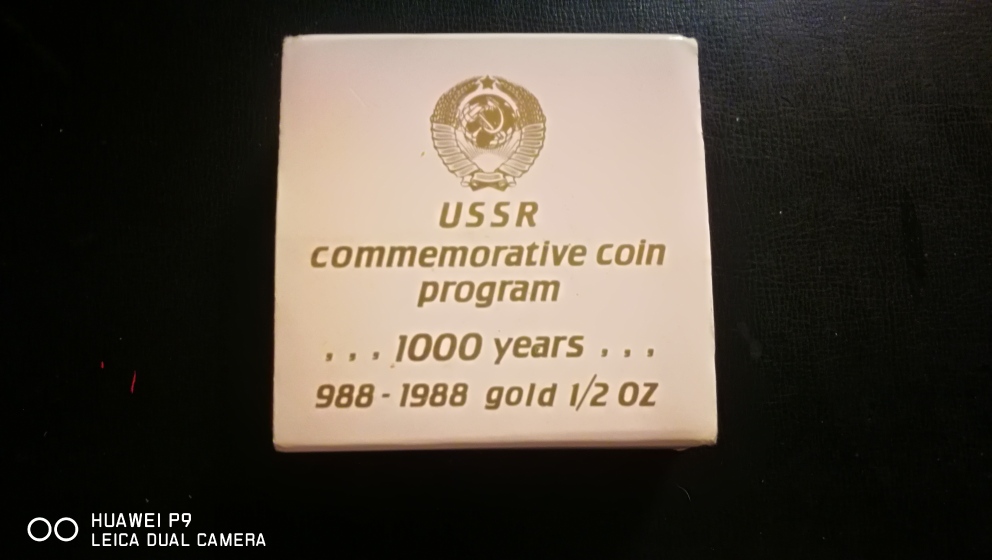 USSR
commemorative coin
program
, , , 1000 years , , ,
988 - 1988 gold 1/2 OZ
HUAWEI P9
LEICA DUAL CAMERA